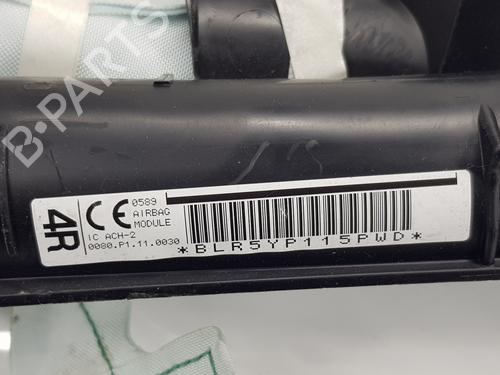 B-PARTS
4R
CE 0589
AIRBAG
MODULE
IC ACH-2
0080.P1.11.0030
*BLR5YP115PWD*